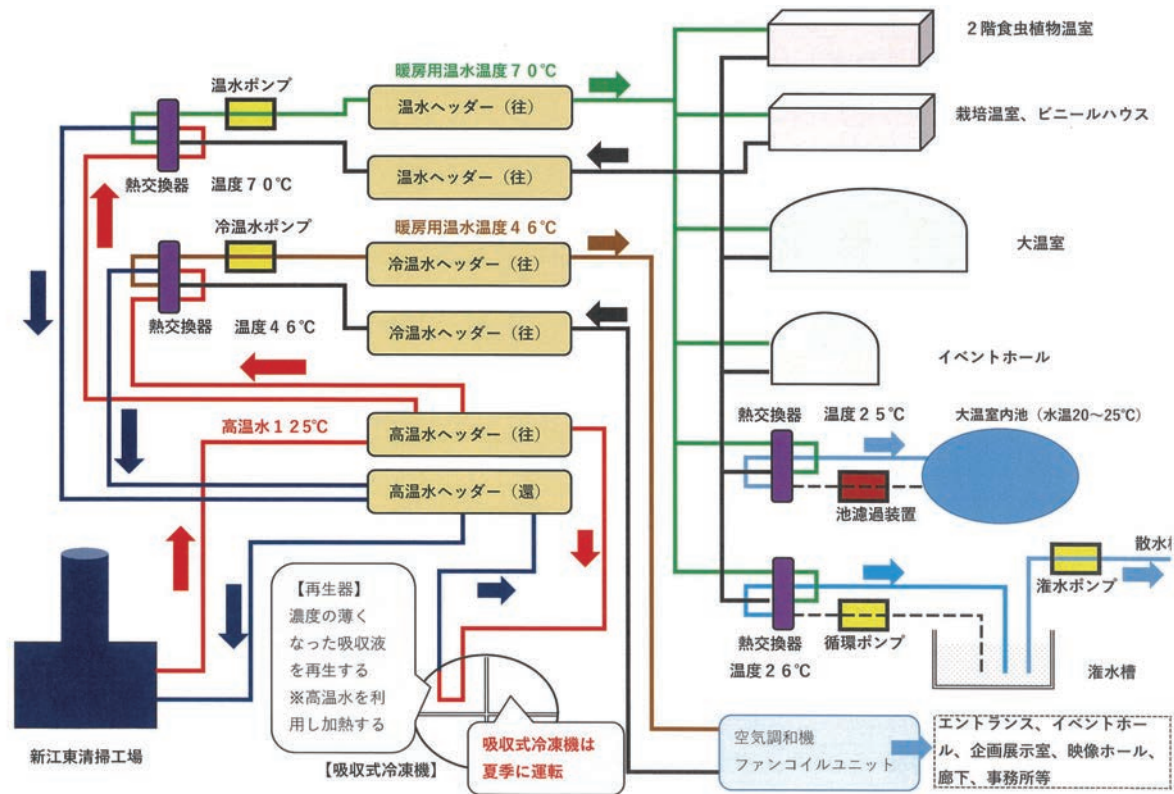 2階食虫植物温室
暖房用温水温度70℃
温水ポンプ
温水ヘッダー(往)
栽培温室、ビニールハウス
温水ヘッダー(往)
熱交換器
温度70℃
冷温水ポンプ
暖房用温水温度46℃
大温室
冷温水ヘッダー(往)
熱交換器
温度46℃
冷温水ヘッダー(往)
イベントホール
熱交換器
温度25℃
大温室内池(水温20~25℃)
高温水125℃
高温水ヘッダー(往)
高温水ヘッダー(還)
池濾過装置
散水
潅水ポンプ
【再生器】
濃度の薄く
なった吸収液
を再生する
※高温水を利
用し加熱する
熱交換器
循環ポンプ
温度26℃
潅水槽
新江東清掃工場
【吸収式冷凍機】
吸収式冷凍機は
夏季に運転
空気調和機
ファンコイルユニット
エントランス、イベントホー
ル、企画展示室、映像ホール、
廊下、事務所等